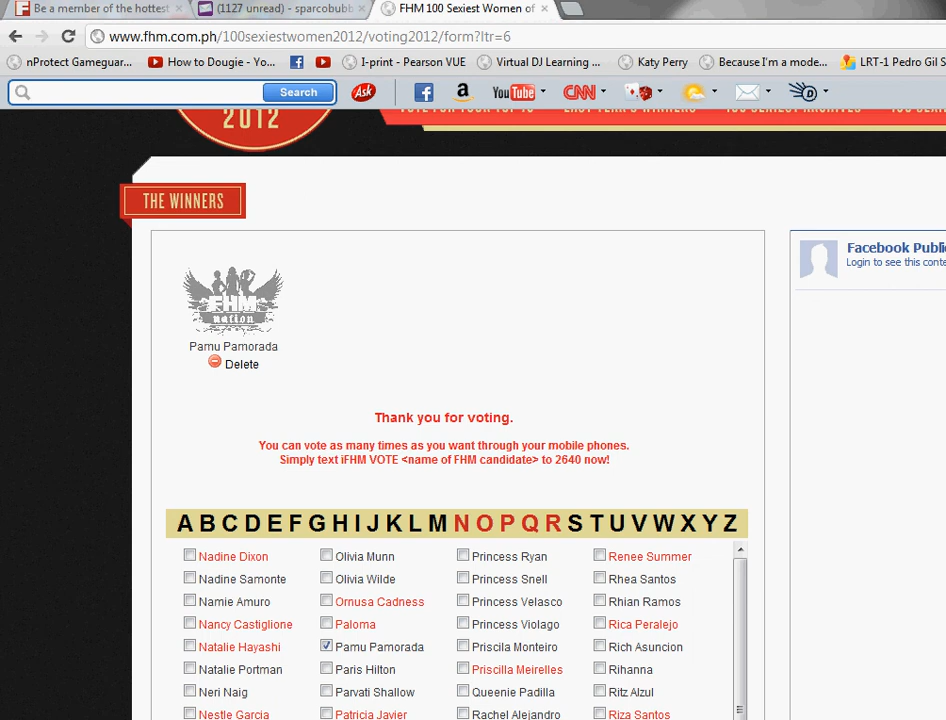 Be a member of the hottest
(1127 unread) - sparcobubb
FHM 100 Sexiest Women of
www.fhm.com.ph/100sexiestwomen2012/voting2012/form?ltr=6
nProtect Gameguar... How to Dougie - Yo... I-print - Pearson VUE Virtual DJ Learning ... Katy Perry Because I'm a mode... LRT-1 Pedro Gil S
Search Ask a YouTube CNN
2012
THE WINNERS
FHM
nation
Pamu Pamorada
Delete
Facebook Public
Login to see this conte
Thank you for voting.
You can vote as many times as you want through your mobile phones.
Simply text iFHM VOTE <name of FHM candidate> to 2640 now!
A B C D E F G H I J K L M N O P Q R S T U V W X Y Z
Nadine Dixon Olivia Munn Princess Ryan Renee Summer
Nadine Samonte Olivia Wilde Princess Snell Rhea Santos
Namie Amuro Ornusa Cadness Princess Velasco Rhian Ramos
Nancy Castiglione Paloma Princess Violago Rica Peralejo
Natalie Hayashi Pamu Pamorada Priscila Monteiro Rich Asuncion
Natalie Portman Paris Hilton Priscilla Meirelles Rihanna
Neri Naig Parvati Shallow Queenie Padilla Ritz Alzul
Nestle Garcia Patricia Javier Rachel Alejandro Riza Santos